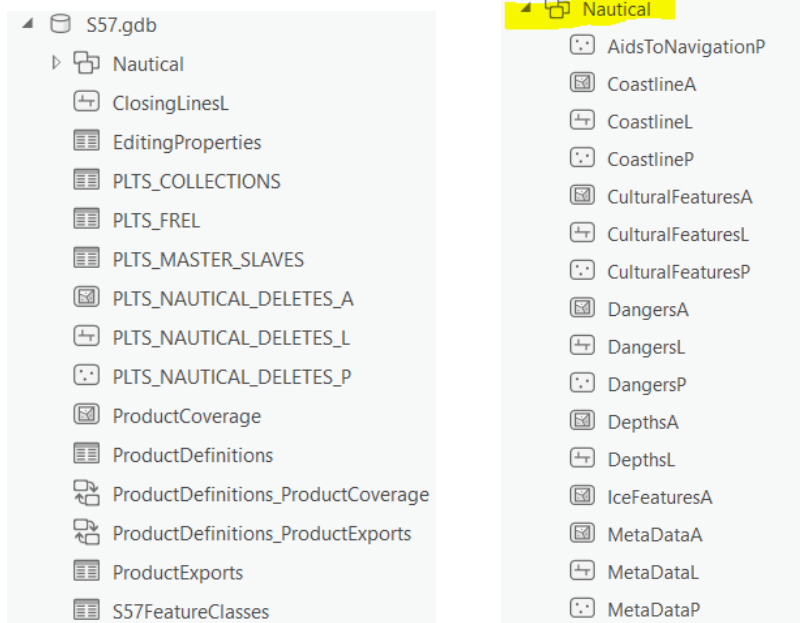 S57.gdb
Nautical
ClosingLinesL
EditingProperties
PLTS_COLLECTIONS
PLTS_FREL
PLTS_MASTER_SLAVES
PLTS_NAUTICAL_DELETES_A
PLTS_NAUTICAL_DELETES_L
PLTS_NAUTICAL_DELETES_P
ProductCoverage
ProductDefinitions
ProductDefinitions_ProductCoverage
ProductDefinitions_ProductExports
ProductExports
S57FeatureClasses
Nautical
AidsToNavigationP
CoastlineA
CoastlineL
CoastlineP
CulturalFeaturesA
CulturalFeaturesL
CulturalFeaturesP
DangersA
DangersL
DangersP
DepthsA
DepthsL
IceFeaturesA
MetaDataA
MetaDataL
MetaDataP